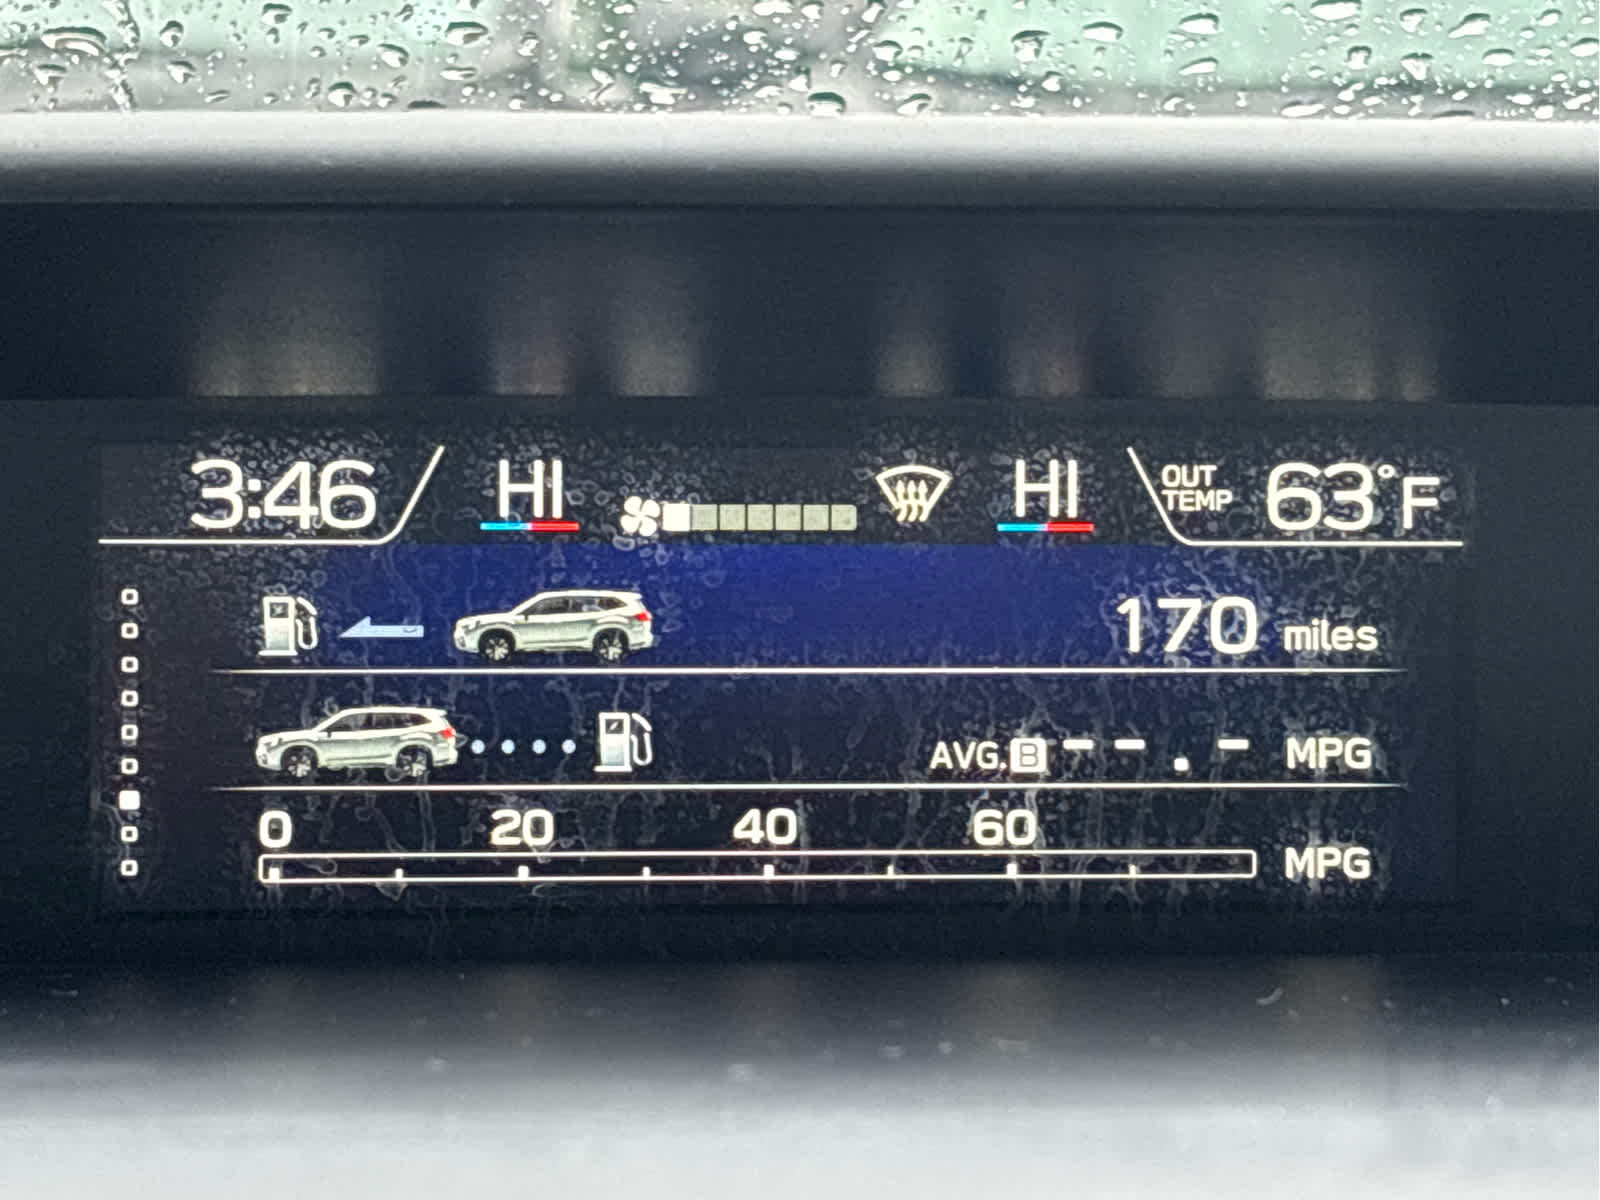 3:46 HI HI OUT TEMP 63°F
170 miles
AVG. B --.- MPG
0 20 40 60
MPG